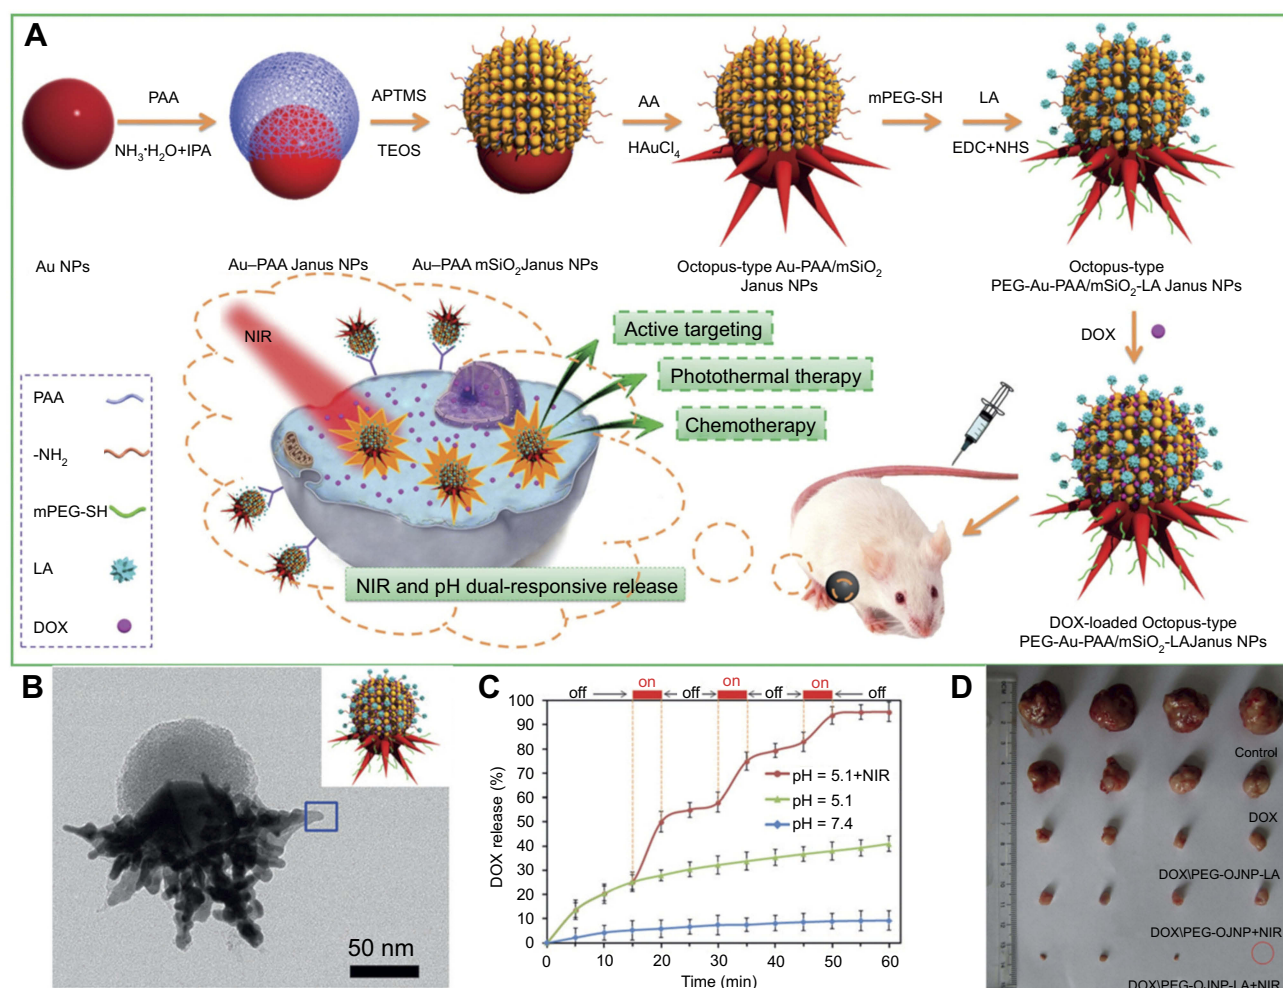 A
PAA
NH₃·H₂O+IPA
APTMS
TEOS
AA
HAuCl₄
mPEG-SH
LA
EDC+NHS
Au NPs
Au–PAA Janus NPs
Au–PAA mSiO₂Janus NPs
Octopus-type Au-PAA/mSiO₂
Janus NPs
Octopus-type
PEG-Au-PAA/mSiO₂-LA Janus NPs
DOX
NIR
Active targeting
Photothermal therapy
Chemotherapy
NIR and pH dual-responsive release
PAA
-NH₂
mPEG-SH
LA
DOX
DOX-loaded Octopus-type
PEG-Au-PAA/mSiO₂-LAJanus NPs
B
50 nm
C
off on off on off on off
DOX release (%)
100
90
80
70
60
50
40
30
20
10
0
pH = 5.1+NIR
pH = 5.1
pH = 7.4
0 10 20 30 40 50 60
Time (min)
D
Control
DOX
DOX\PEG-OJNP-LA
DOX\PEG-OJNP+NIR
DOX\PEG-OJNP-LA+NIR